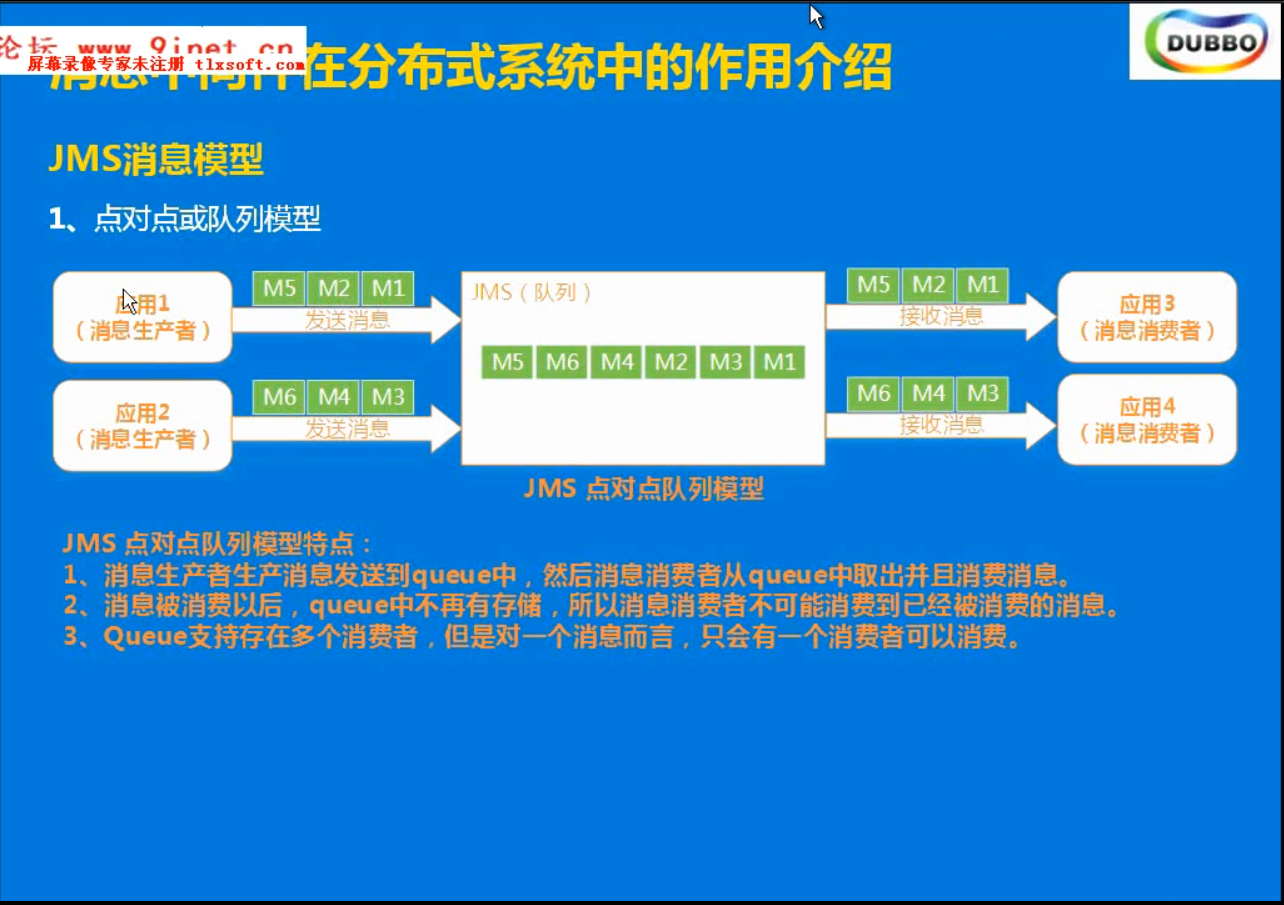 论坛 www.9inet.cn
屏幕录像专家未注册 tlxsoft.com
在分布式系统中的作用介绍
DUBBO
JMS消息模型
1、点对点或队列模型
应用1
（消息生产者）
M5 M2 M1
发送消息
应用2
（消息生产者）
M6 M4 M3
发送消息
JMS（队列）
M5 M6 M4 M2 M3 M1
M5 M2 M1
接收消息
应用3
（消息消费者）
M6 M4 M3
接收消息
应用4
（消息消费者）
JMS 点对点队列模型
JMS 点对点队列模型特点：
1、消息生产者生产消息发送到queue中，然后消息消费者从queue中取出并且消费消息。
2、消息被消费以后，queue中不再有存储，所以消息消费者不可能消费到已经被消费的消息。
3、Queue支持存在多个消费者，但是对一个消息而言，只会有一个消费者可以消费。